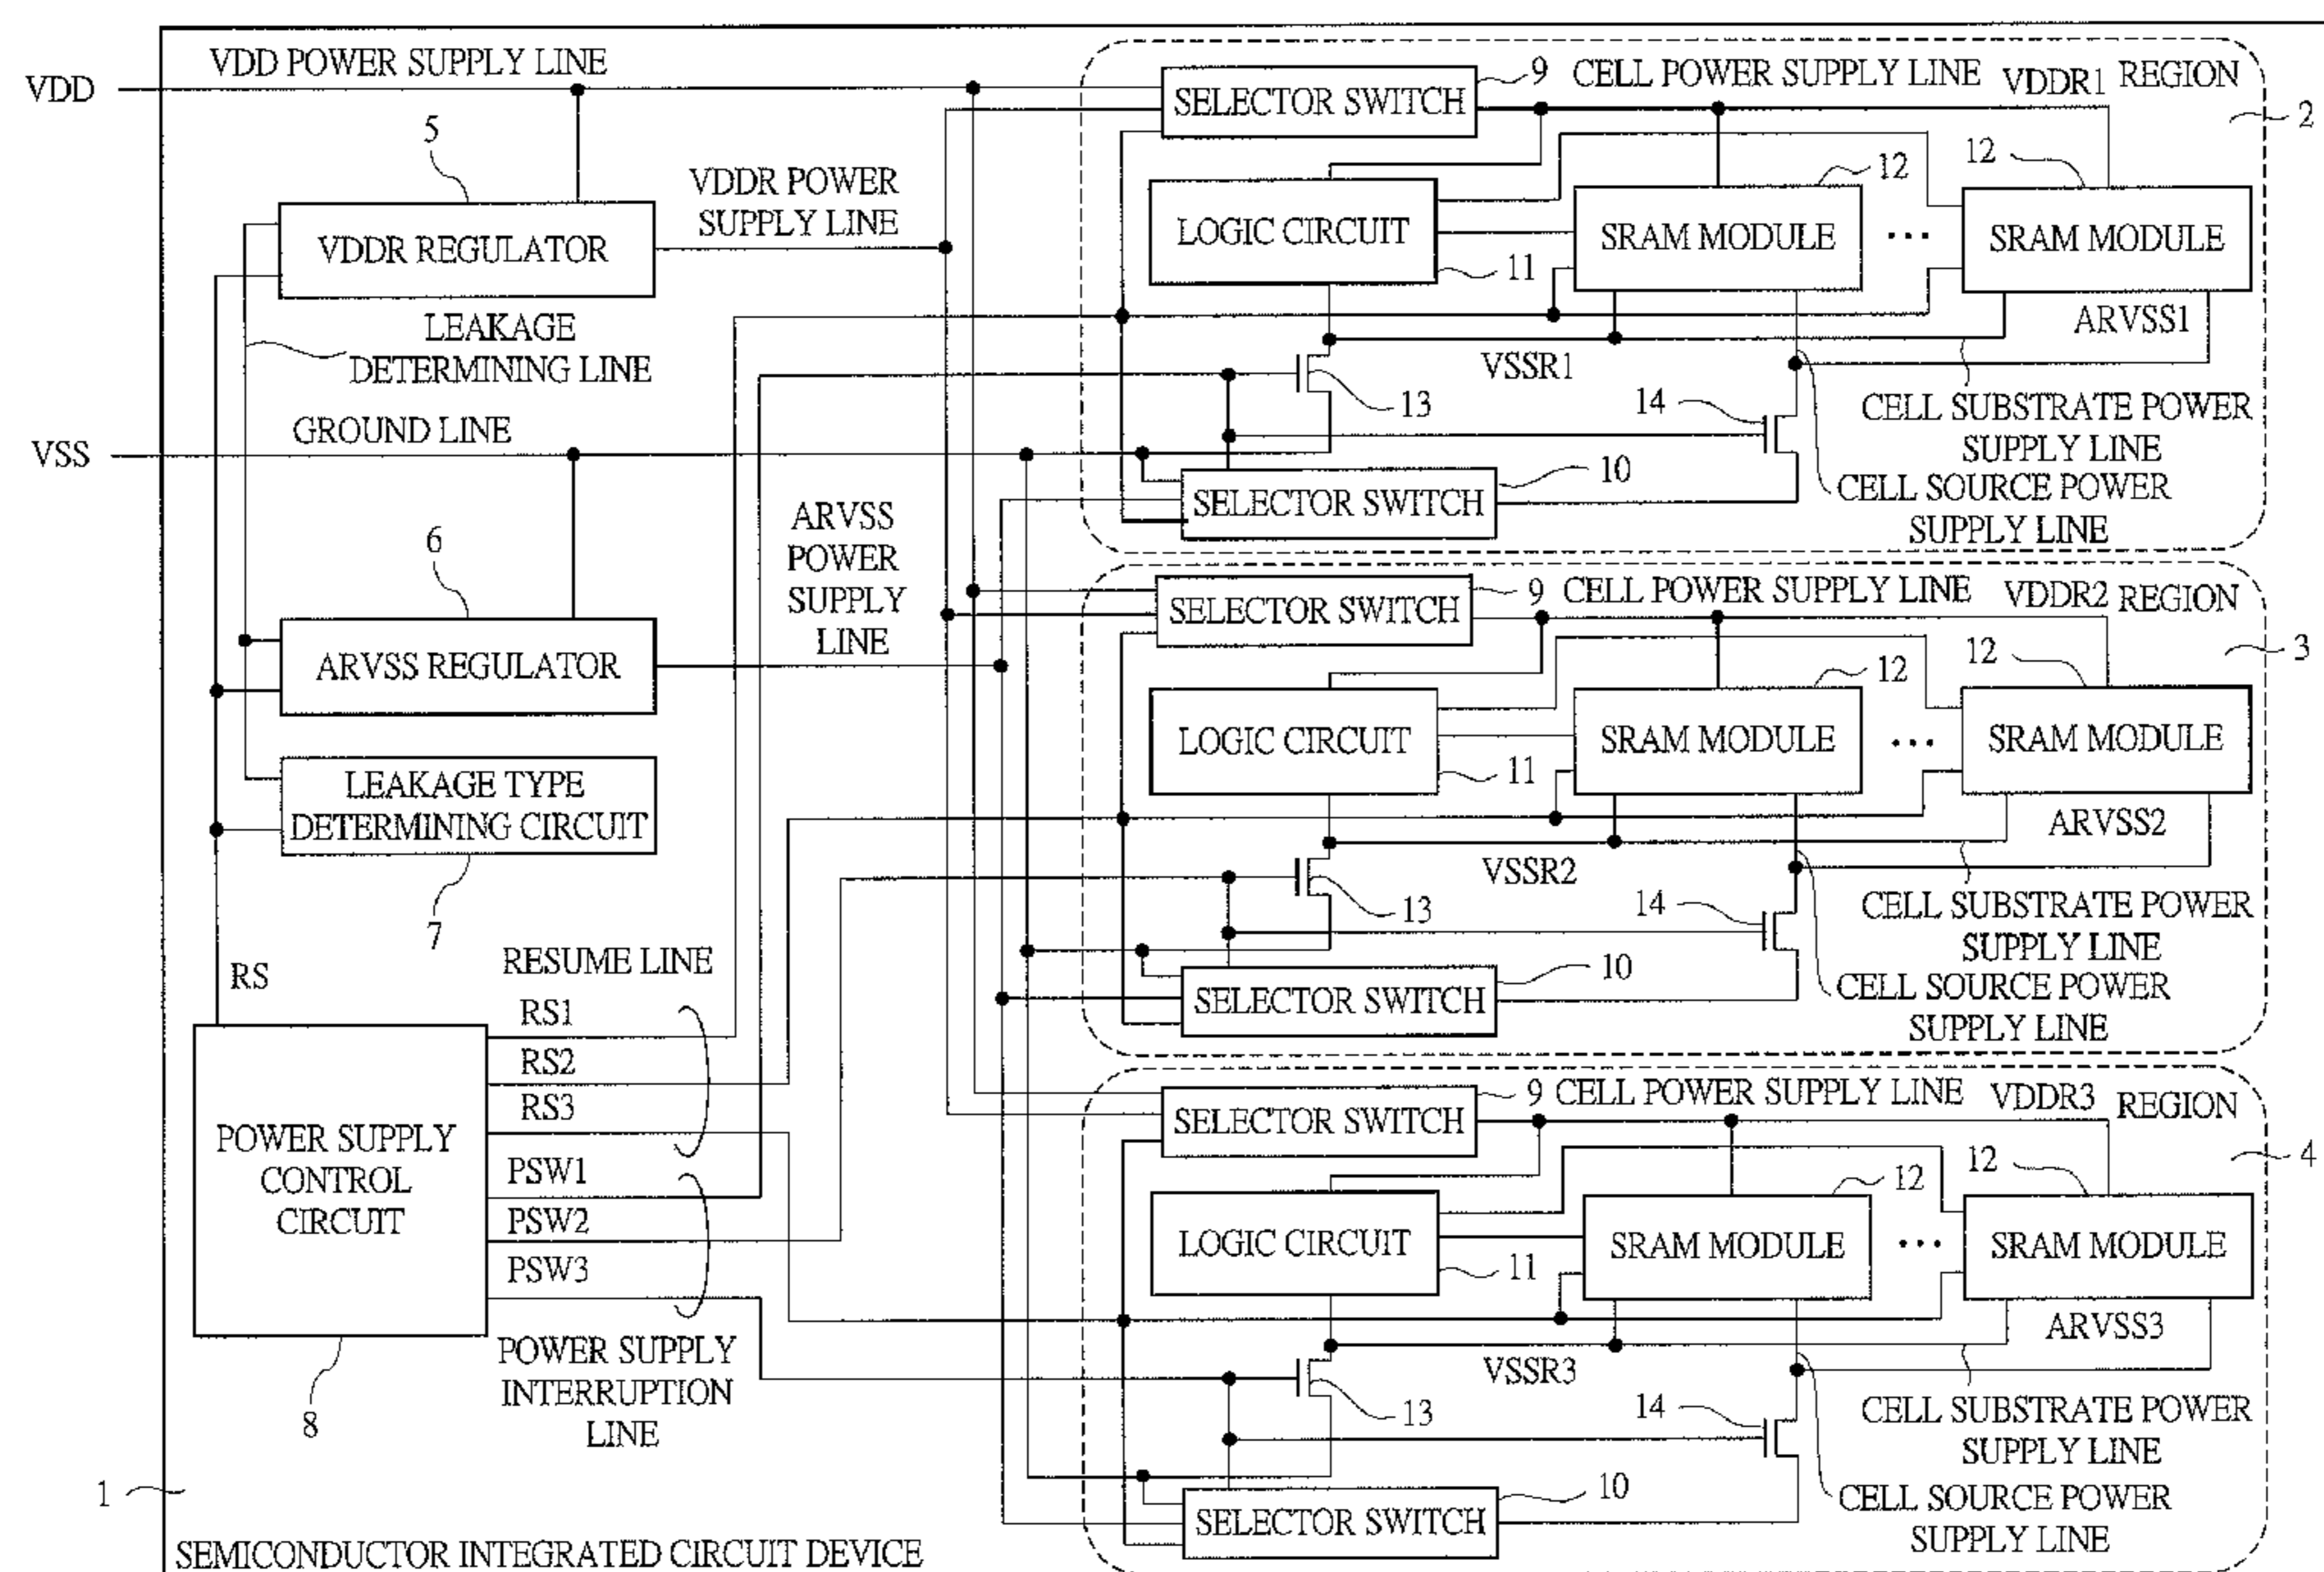 VDD
VDD POWER SUPPLY LINE
5
VDDR REGULATOR
VDDR POWER
SUPPLY LINE
LEAKAGE
DETERMINING LINE
VSS
GROUND LINE
6
ARVSS REGULATOR
ARVSS
POWER
SUPPLY
LINE
LEAKAGE TYPE
DETERMINING CIRCUIT
7
RS
RESUME LINE
RS1
RS2
RS3
PSW1
PSW2
PSW3
POWER SUPPLY
CONTROL
CIRCUIT
8
POWER SUPPLY
INTERRUPTION
LINE
1
SEMICONDUCTOR INTEGRATED CIRCUIT DEVICE
SELECTOR SWITCH
9
CELL POWER SUPPLY LINE
VDDR1
REGION
2
LOGIC CIRCUIT
11
SRAM MODULE
12
...
SRAM MODULE
12
ARVSS1
VSSR1
13
14
CELL SUBSTRATE POWER
SUPPLY LINE
SELECTOR SWITCH
10
CELL SOURCE POWER
SUPPLY LINE
SELECTOR SWITCH
9
CELL POWER SUPPLY LINE
VDDR2
REGION
3
LOGIC CIRCUIT
11
SRAM MODULE
12
...
SRAM MODULE
12
ARVSS2
VSSR2
13
14
CELL SUBSTRATE POWER
SUPPLY LINE
SELECTOR SWITCH
10
CELL SOURCE POWER
SUPPLY LINE
SELECTOR SWITCH
9
CELL POWER SUPPLY LINE
VDDR3
REGION
4
LOGIC CIRCUIT
11
SRAM MODULE
12
...
SRAM MODULE
12
ARVSS3
VSSR3
13
14
CELL SUBSTRATE POWER
SUPPLY LINE
SELECTOR SWITCH
10
CELL SOURCE POWER
SUPPLY LINE